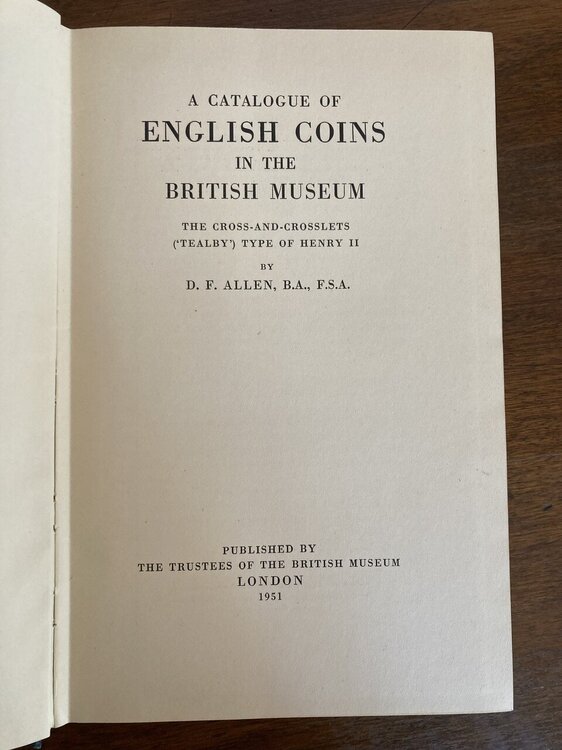 A CATALOGUE OF
ENGLISH COINS
IN THE
BRITISH MUSEUM
THE CROSS-AND-CROSSLETS
(‘TEALBY’) TYPE OF HENRY II
BY
D. F. ALLEN, B.A., F.S.A.
PUBLISHED BY
THE TRUSTEES OF THE BRITISH MUSEUM
LONDON
1951